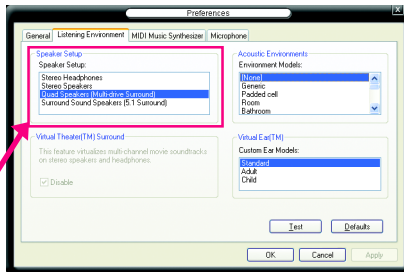 Preferences
X
General Listening Environment MIDI Music Synthesizer Microphone
Speaker Setup
Speaker Setup:
Stereo Headphones
Stereo Speakers
Quad Speakers (Multi-drive Surround)
Surround Sound Speakers (5.1 Surround)
Acoustic Environments
Environment Models:
[None]
Generic
Padded cell
Room
Bathroom
Virtual Theater(TM) Surround
This feature virtualizes multi-channel movie soundtracks
on stereo speakers and headphones.
Disable
Virtual Ear(TM)
Custom Ear Models:
Standard
Adult
Child
Test Defaults
OK Cancel Apply